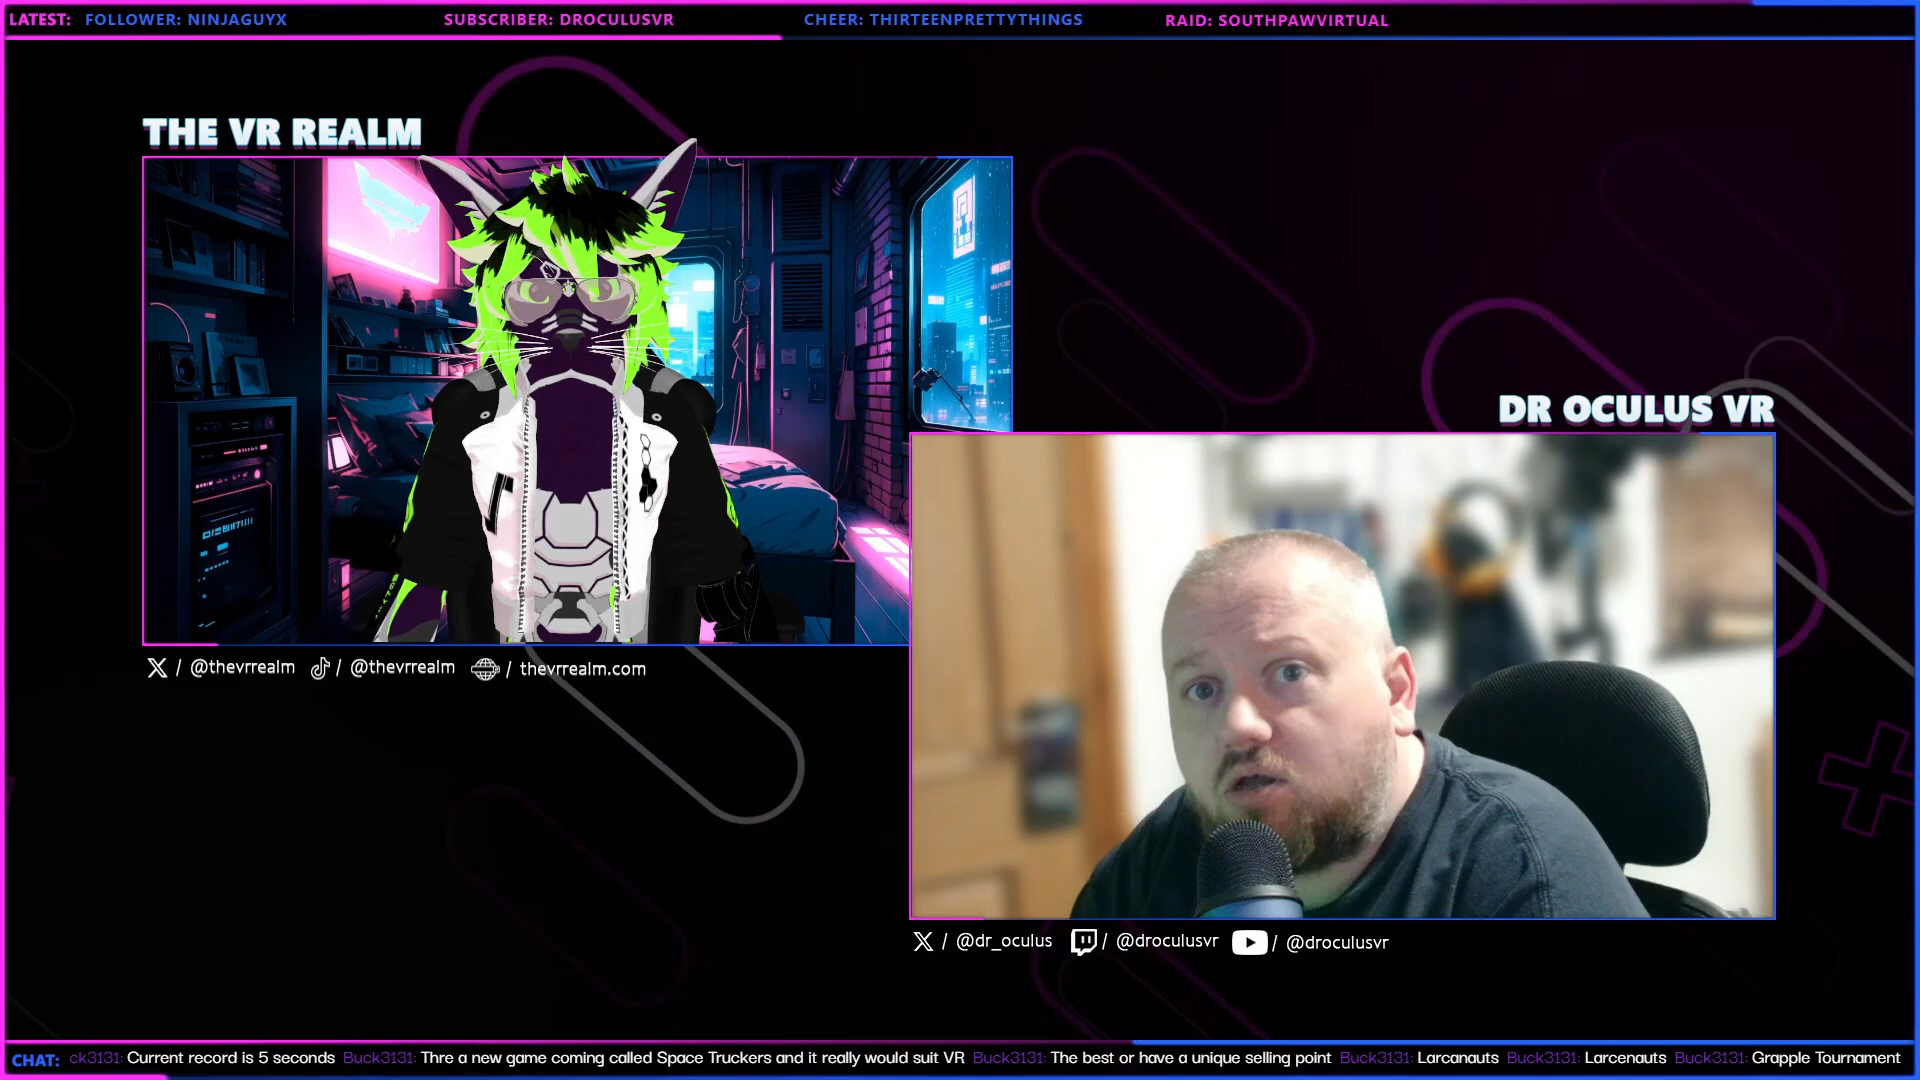 LATEST: FOLLOWER: NINJAGUYX SUBSCRIBER: DROCULUSVR CHEER: THIRTEENPRETTYTHINGS RAID: SOUTHPAWVIRTUAL
THE VR REALM
DR OCULUS VR
X / @thevrrealm / @thevrrealm / thevrrealm.com
X / @dr_oculus / @droculusvr / @droculusvr
CHAT: ck3131: Current record is 5 seconds Buck3131: Thre a new game coming called Space Truckers and it really would suit VR Buck3131: The best or have a unique selling point Buck3131: Larcanauts Buck3131: Larcenauts Buck3131: Grapple Tournament